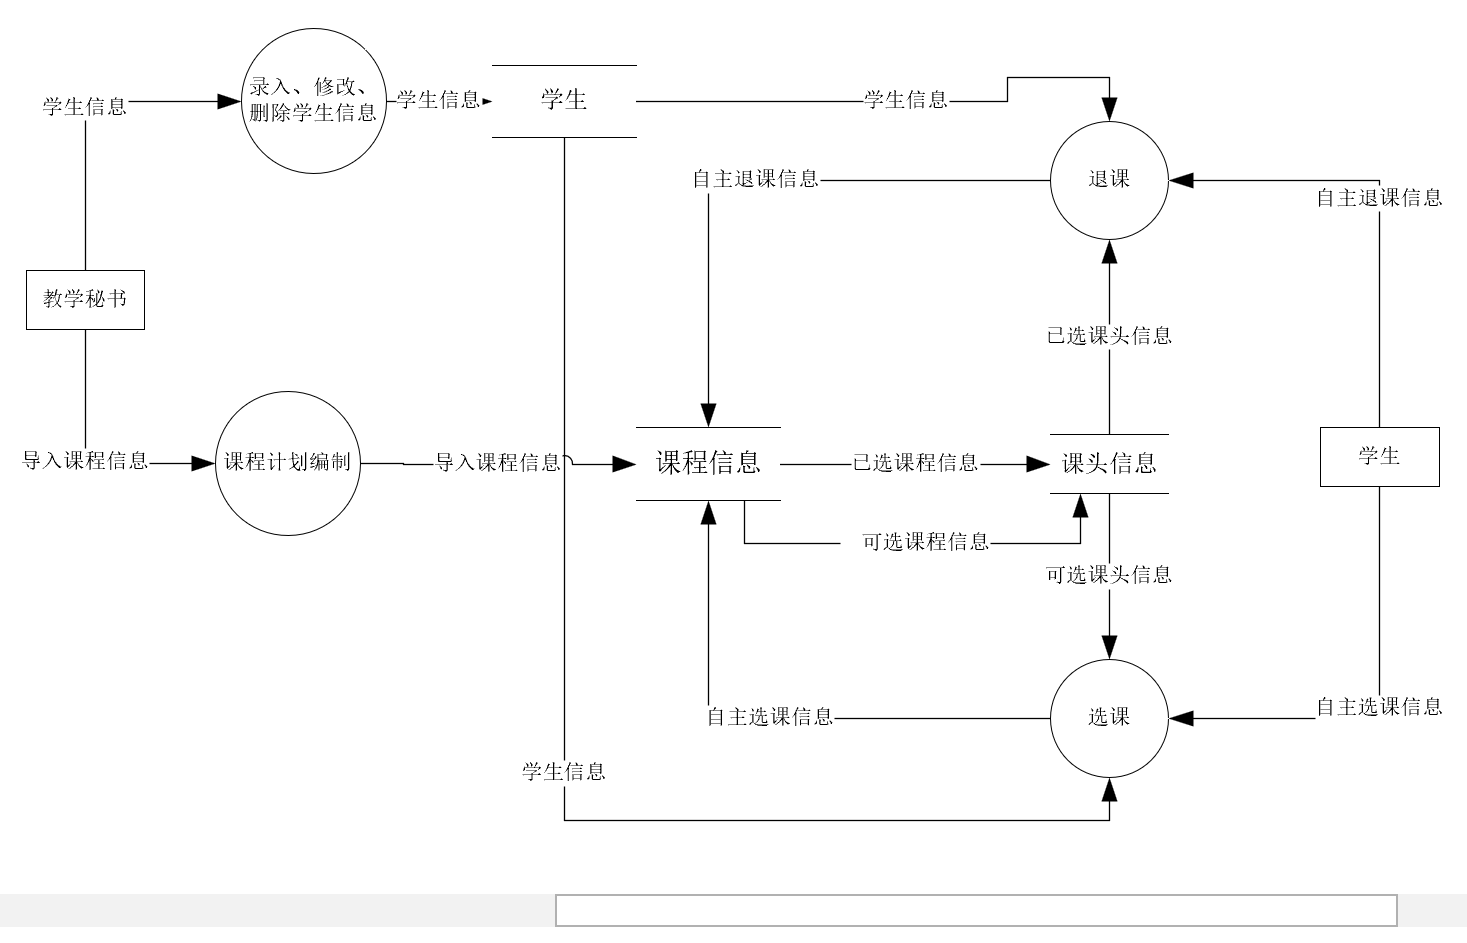 录入、修改、
删除学生信息
学生信息
学生信息
学生
学生信息
自主退课信息
退课
自主退课信息
教学秘书
已选课头信息
导入课程信息
课程计划编制
导入课程信息
课程信息
已选课程信息
课头信息
学生
可选课程信息
可选课头信息
自主选课信息
选课
自主选课信息
学生信息